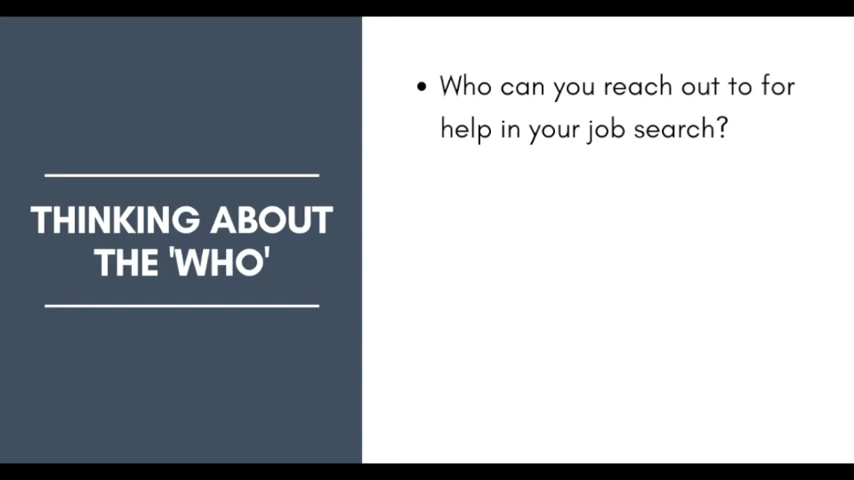 THINKING ABOUT
THE 'WHO'
• Who can you reach out to for
help in your job search?